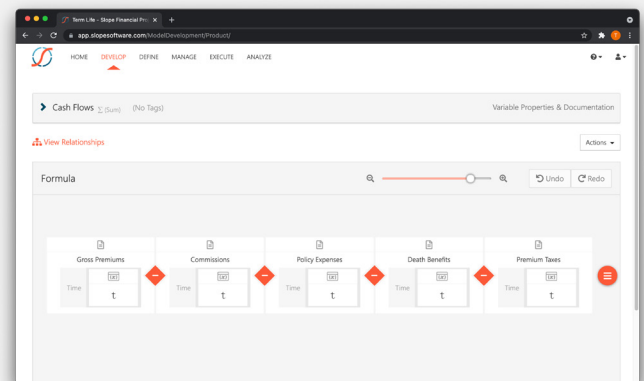 Term Life - Slope Financial Proj
app.slopesoftware.com/ModelDevelopment/Product/
HOME DEVELOP DEFINE MANAGE EXECUTE ANALYZE
Cash Flows Σ (Sum) (No Tags) Variable Properties & Documentation
View Relationships Actions
Formula Undo Redo
Gross Premiums Commissions Policy Expenses Death Benefits Premium Taxes
Time Time Time Time Time
t t t t t